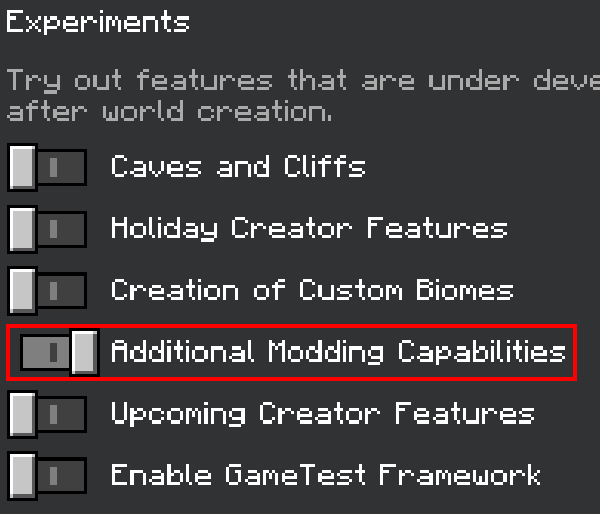 Experiments
Try out features that are under deve
after world creation.
Caves and Cliffs
Holiday Creator Features
Creation of Custom Biomes
Additional Modding Capabilities
Upcoming Creator Features
Enable GameTest Framework